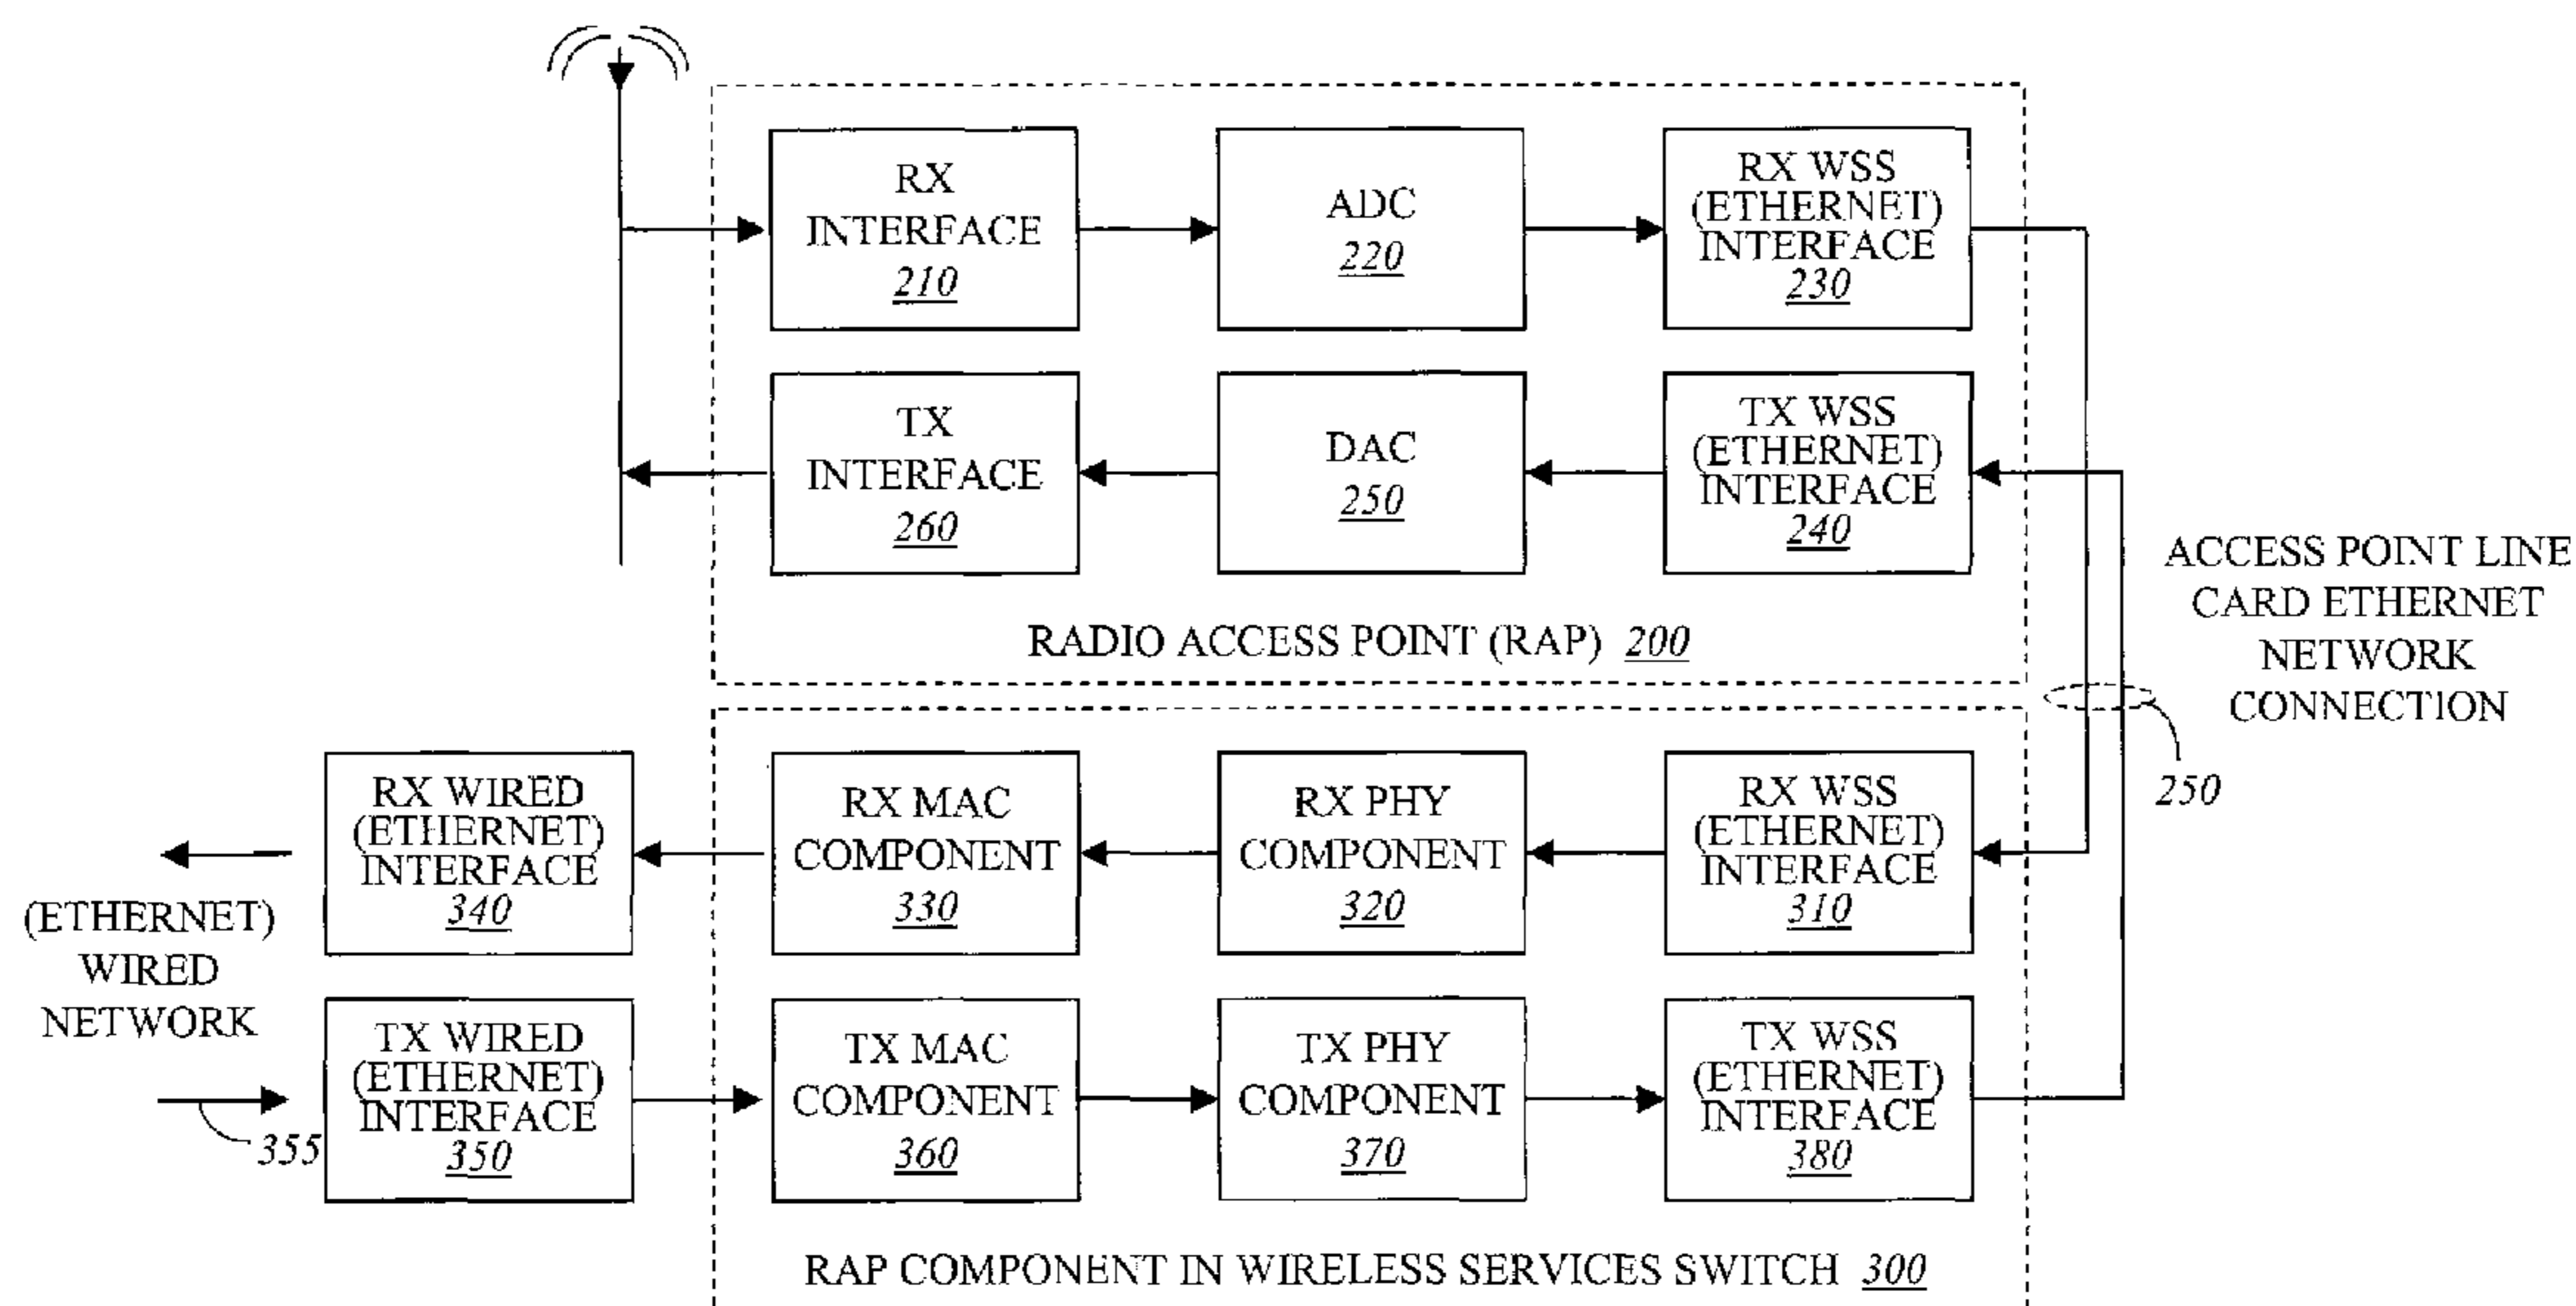 RX
INTERFACE
210
ADC
220
RX WSS
(ETHERNET)
INTERFACE
230
TX
INTERFACE
260
DAC
250
TX WSS
(ETHERNET)
INTERFACE
240
RADIO ACCESS POINT (RAP) 200
ACCESS POINT LINE
CARD ETHERNET
NETWORK
CONNECTION
250
(ETHERNET)
WIRED
NETWORK
355
RX WIRED
(ETHERNET)
INTERFACE
340
RX MAC
COMPONENT
330
RX PHY
COMPONENT
320
RX WSS
(ETHERNET)
INTERFACE
310
TX WIRED
(ETHERNET)
INTERFACE
350
TX MAC
COMPONENT
360
TX PHY
COMPONENT
370
TX WSS
(ETHERNET)
INTERFACE
380
RAP COMPONENT IN WIRELESS SERVICES SWITCH 300